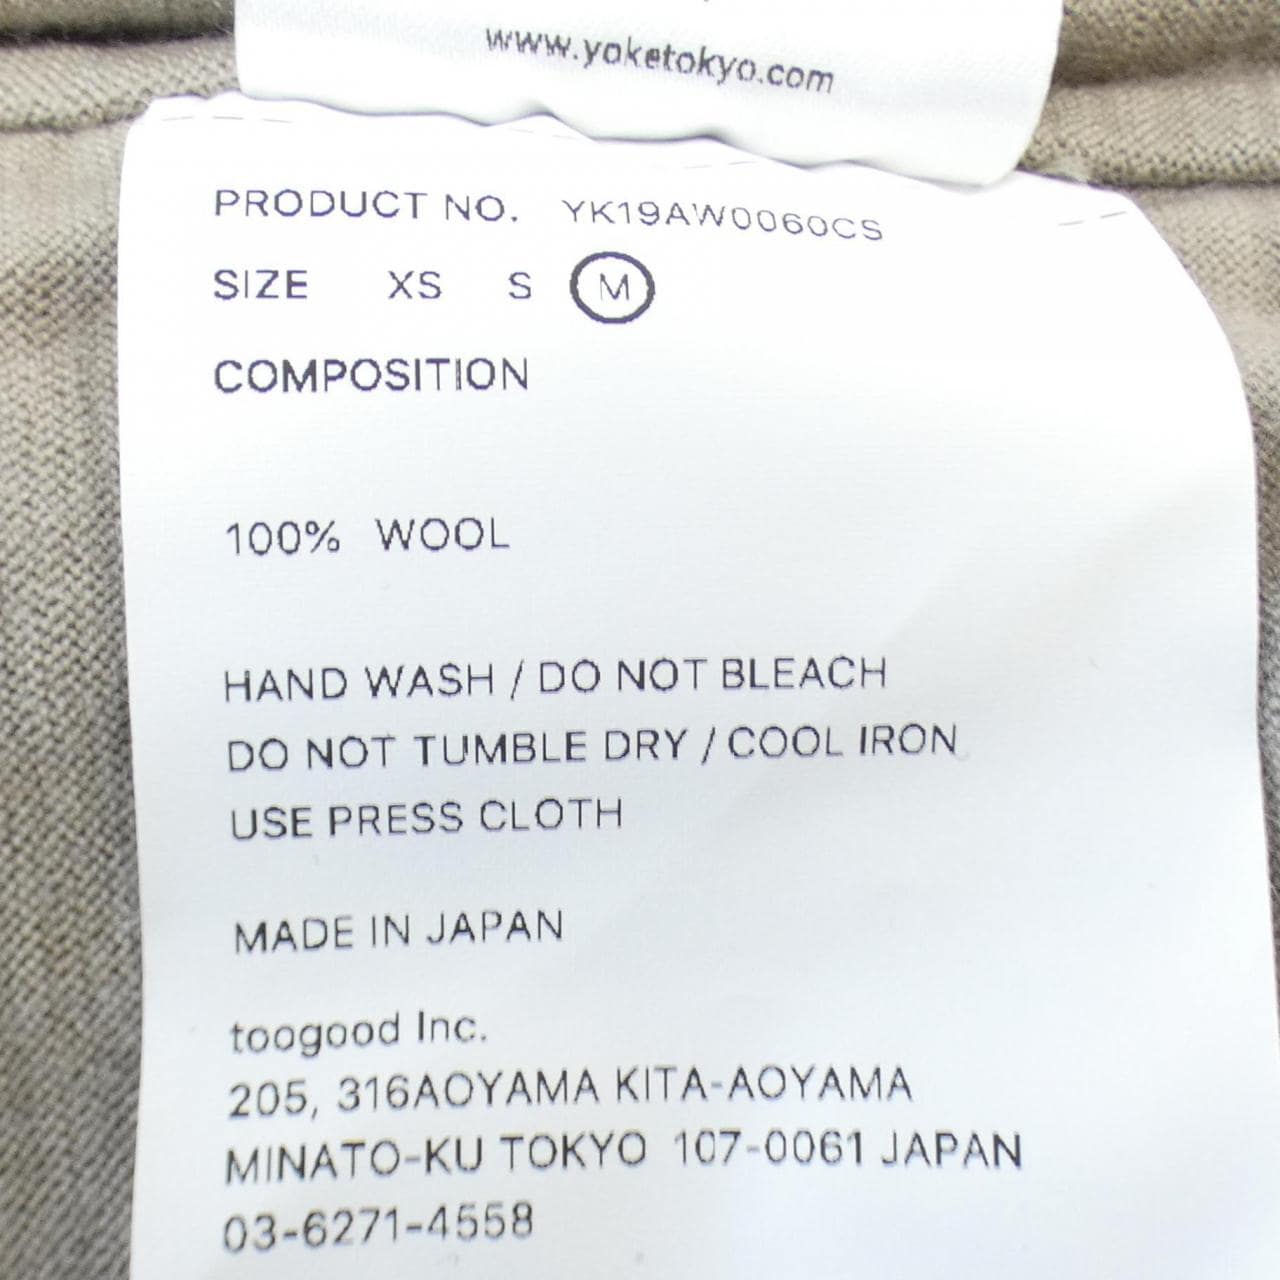 www.yoketokyo.com
PRODUCT NO. YK19AW0060CS
SIZE XS S M
COMPOSITION
100% WOOL
HAND WASH / DO NOT BLEACH
DO NOT TUMBLE DRY / COOL IRON
USE PRESS CLOTH
MADE IN JAPAN
toogood Inc.
205, 316AOYAMA KITA-AOYAMA
MINATO-KU TOKYO 107-0061 JAPAN
03-6271-4558